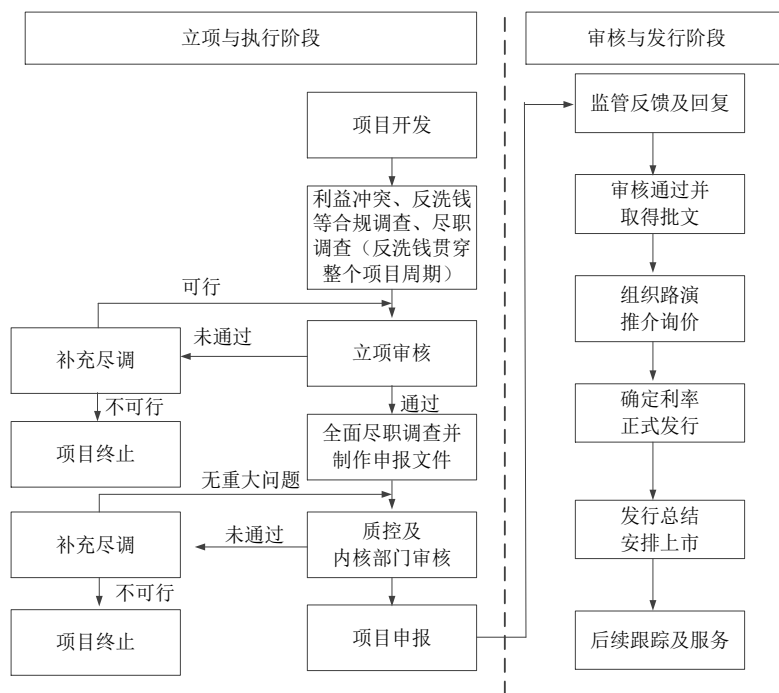 立项与执行阶段
项目开发
利益冲突、反洗钱
等合规调查、尽职
调查（反洗钱贯穿
整个项目周期）
可行
未通过
补充尽调
立项审核
不可行
通过
项目终止
全面尽职调查并
制作申报文件
无重大问题
未通过
补充尽调
质控及
内核部门审核
不可行
项目终止
项目申报
审核与发行阶段
监管反馈及回复
审核通过并
取得批文
组织路演
推介询价
确定利率
正式发行
发行总结
安排上市
后续跟踪及服务